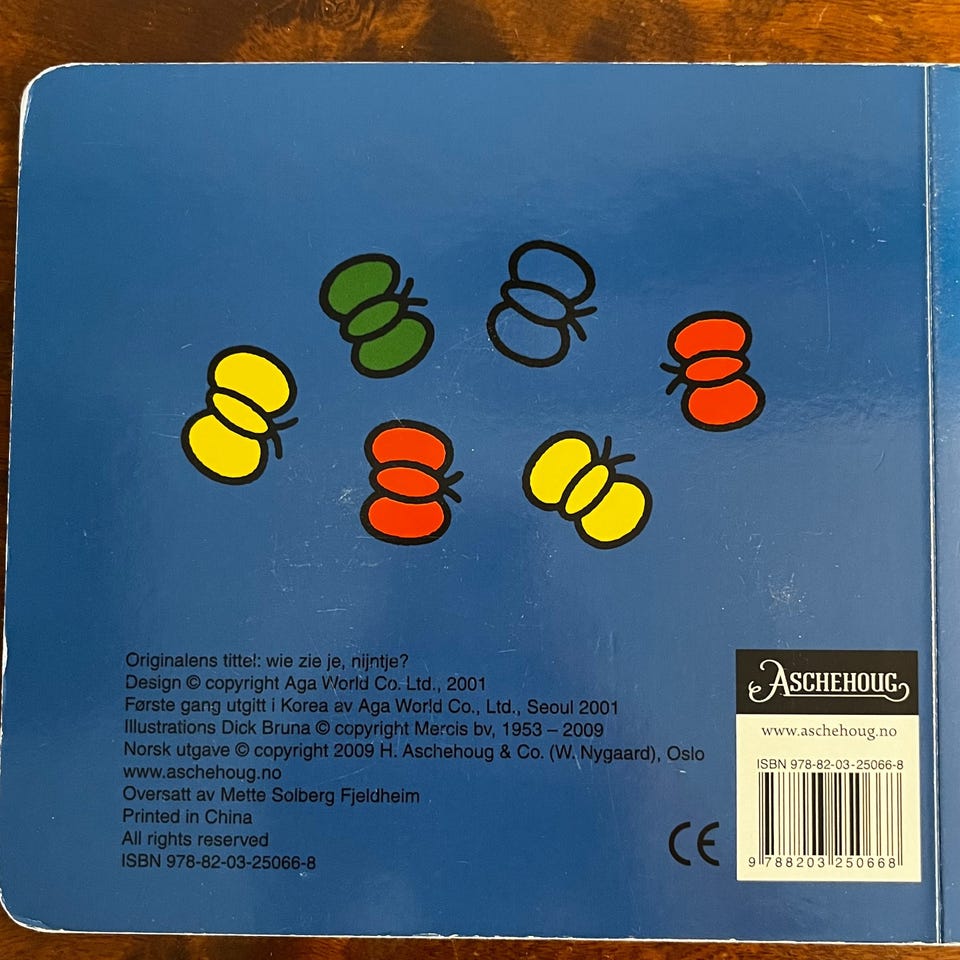 Originalens tittel: wie zie je, nijntje?
Design © copyright Aga World Co. Ltd., 2001
Første gang utgitt i Korea av Aga World Co., Ltd., Seoul 2001
Illustrations Dick Bruna © copyright Mercis bv, 1953 – 2009
Norsk utgave © copyright 2009 H. Aschehoug & Co. (W. Nygaard), Oslo
www.aschehoug.no
Oversatt av Mette Solberg Fjeldheim
Printed in China
All rights reserved
ISBN 978-82-03-25066-8
CE
ASCHEHOUG
www.aschehoug.no
ISBN 978-82-03-25066-8
9 788203 250668